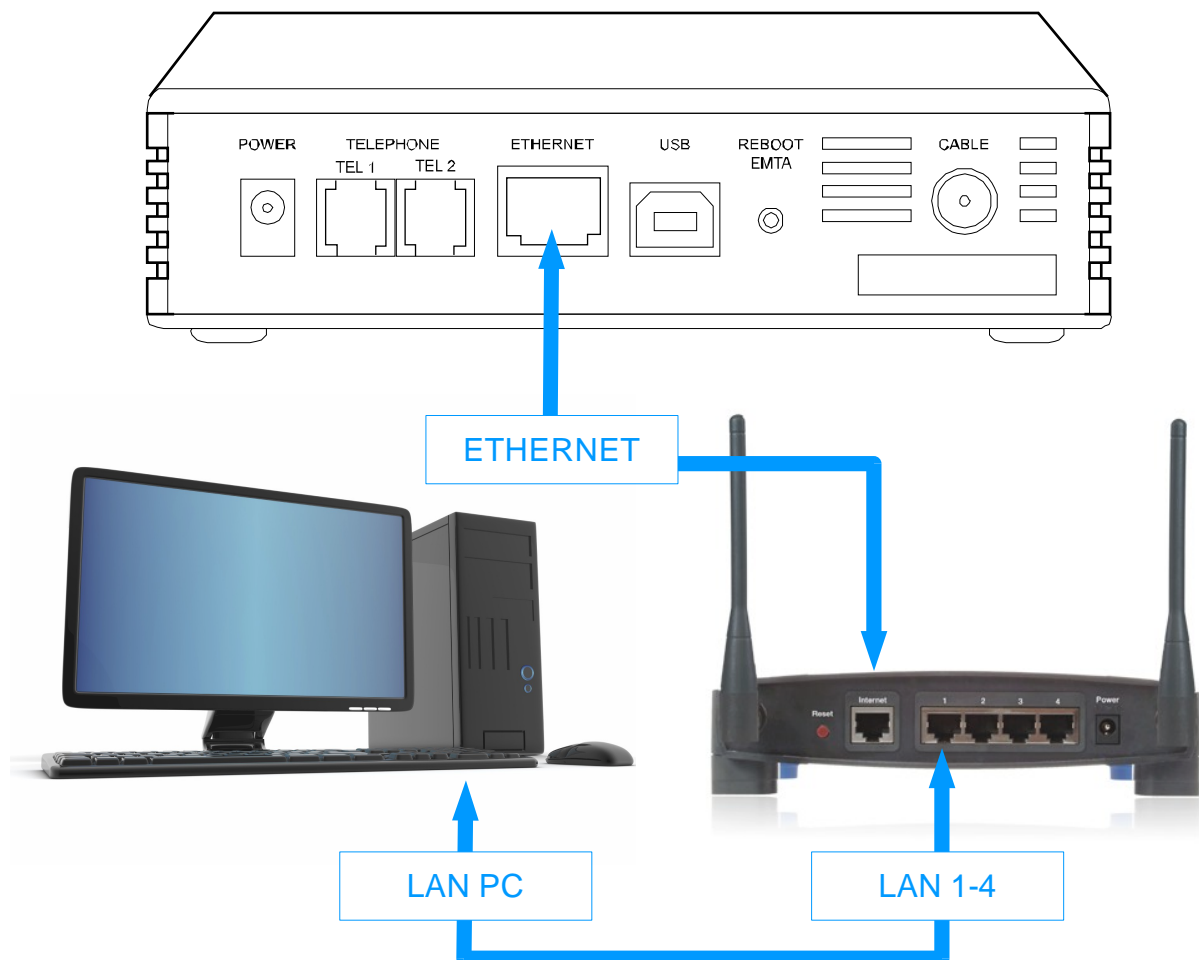 POWER
TELEPHONE
ETHERNET
USB
REBOOT
EMTA
CABLE
TEL 1
TEL 2
ETHERNET
Reset
Internet
1 2 3 4
Power
LAN PC
LAN 1-4